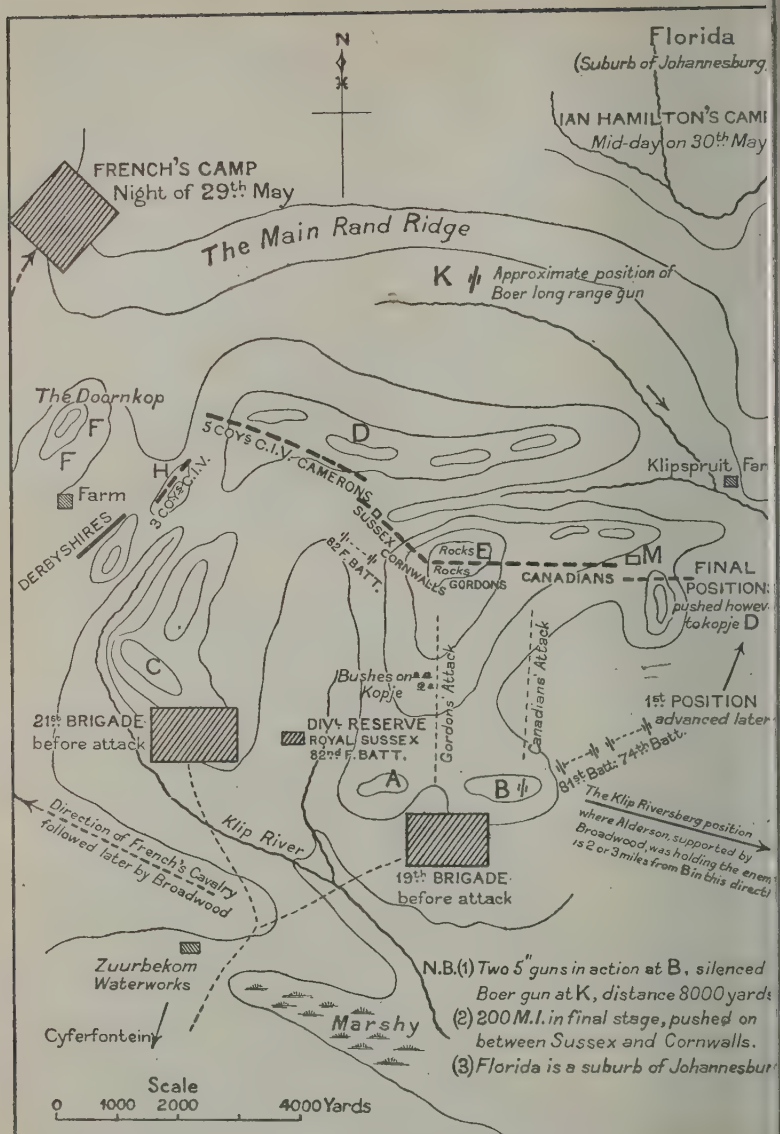 N
Florida
(Suburb of Johannesburg
IAN HAMILTON'S CAM
Mid-day on 30th May
FRENCH'S CAMP
Night of 29th May
The Main Rand Ridge
K Approximate position of
Boer long range gun
The Doornkop
F
F
Farm
H
3 COYS C.I.V.
5 COYS C.I.V. CAMERONS
D
SUSSEX
CORNWALLS
82 F. BATT.
Klipspruit Far
DERBYSHIRES
Rocks E
Rocks
GORDONS
CANADIANS
M
FINAL
POSITION
pushed howev
to kopje D
C
Bushes on
Kopje
Gordons' Attack
Canadians' Attack
1st POSITION
advanced later
21st BRIGADE
before attack
DIVL RESERVE
ROYAL SUSSEX
82ND F. BATT.
A
B
81st Batt. 74th Batt.
The Klip Riversberg position
where Alderson, supported by
Broadwood, was holding the enem
is 2 or 3 miles from B in this direct
Direction of French's Cavalry
followed later by Broadwood
Klip River
19TH BRIGADE
before attack
Zuurbekom
Waterworks
Cyferfontein
Marshy
N.B.(1) Two 5" guns in action at B, silenced
Boer gun at K, distance 8000 yards
(2) 200 M.I. in final stage, pushed on
between Sussex and Cornwalls.
(3) Florida is a suburb of Johannesbur
Scale
0 1000 2000 4000 Yards